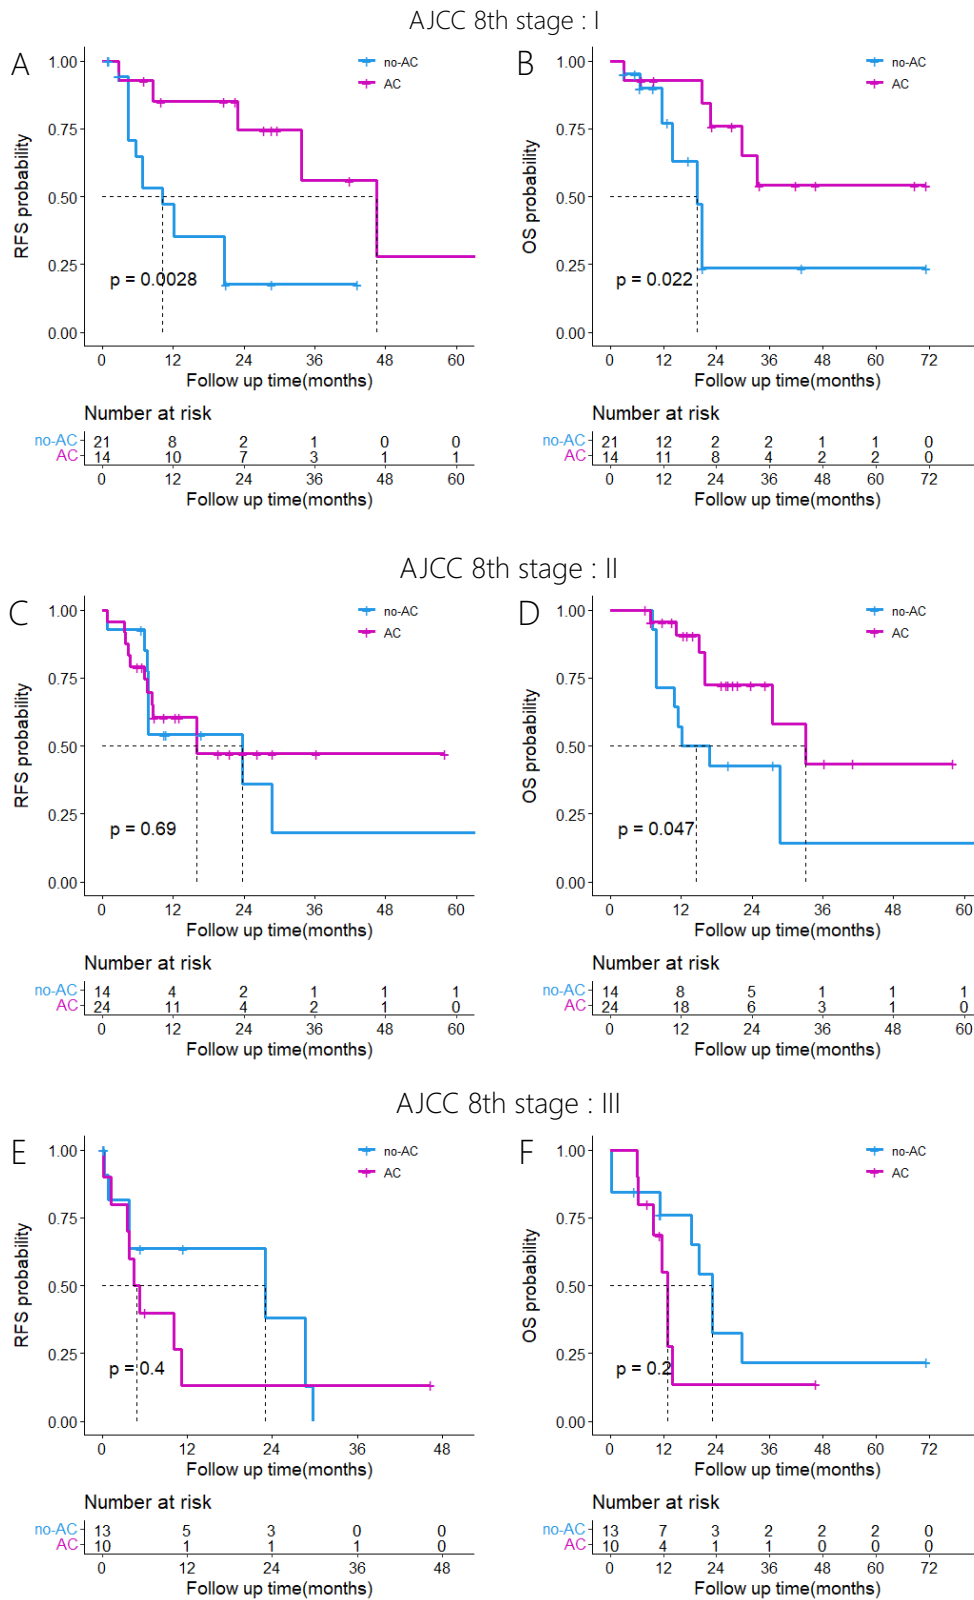 AJCC 8th stage : I
A
RFS probability
1.00
0.75
0.50
0.25
0.00
no-AC
AC
p = 0.0028
0 12 24 36 48 60
Follow up time(months)
Number at risk
no-AC 21 8 2 1 0 0
AC 14 10 7 3 1 1
0 12 24 36 48 60
Follow up time(months)
B
OS probability
1.00
0.75
0.50
0.25
0.00
no-AC
AC
p = 0.022
0 12 24 36 48 60 72
Follow up time(months)
Number at risk
21 12 2 2 1 1 0
14 11 8 4 2 2 0
0 12 24 36 48 60 72
Follow up time(months)
AJCC 8th stage : II
C
RFS probability
1.00
0.75
0.50
0.25
0.00
no-AC
AC
p = 0.69
0 12 24 36 48 60
Follow up time(months)
Number at risk
no-AC 14 4 2 1 1 1
AC 24 11 4 2 1 0
0 12 24 36 48 60
Follow up time(months)
D
OS probability
1.00
0.75
0.50
0.25
0.00
no-AC
AC
p = 0.047
0 12 24 36 48 60
Follow up time(months)
Number at risk
no-AC 14 8 5 1 1 1
AC 24 18 6 3 1 0
0 12 24 36 48 60
Follow up time(months)
AJCC 8th stage : III
E
RFS probability
1.00
0.75
0.50
0.25
0.00
no-AC
AC
p = 0.4
0 12 24 36 48
Follow up time(months)
Number at risk
no-AC 13 5 3 0 0
AC 10 1 1 1 0
0 12 24 36 48
Follow up time(months)
F
OS probability
1.00
0.75
0.50
0.25
0.00
no-AC
AC
p = 0.2
0 12 24 36 48 60 72
Follow up time(months)
Number at risk
no-AC 13 7 3 2 2 2 0
AC 10 4 1 1 0 0 0
0 12 24 36 48 60 72
Follow up time(months)